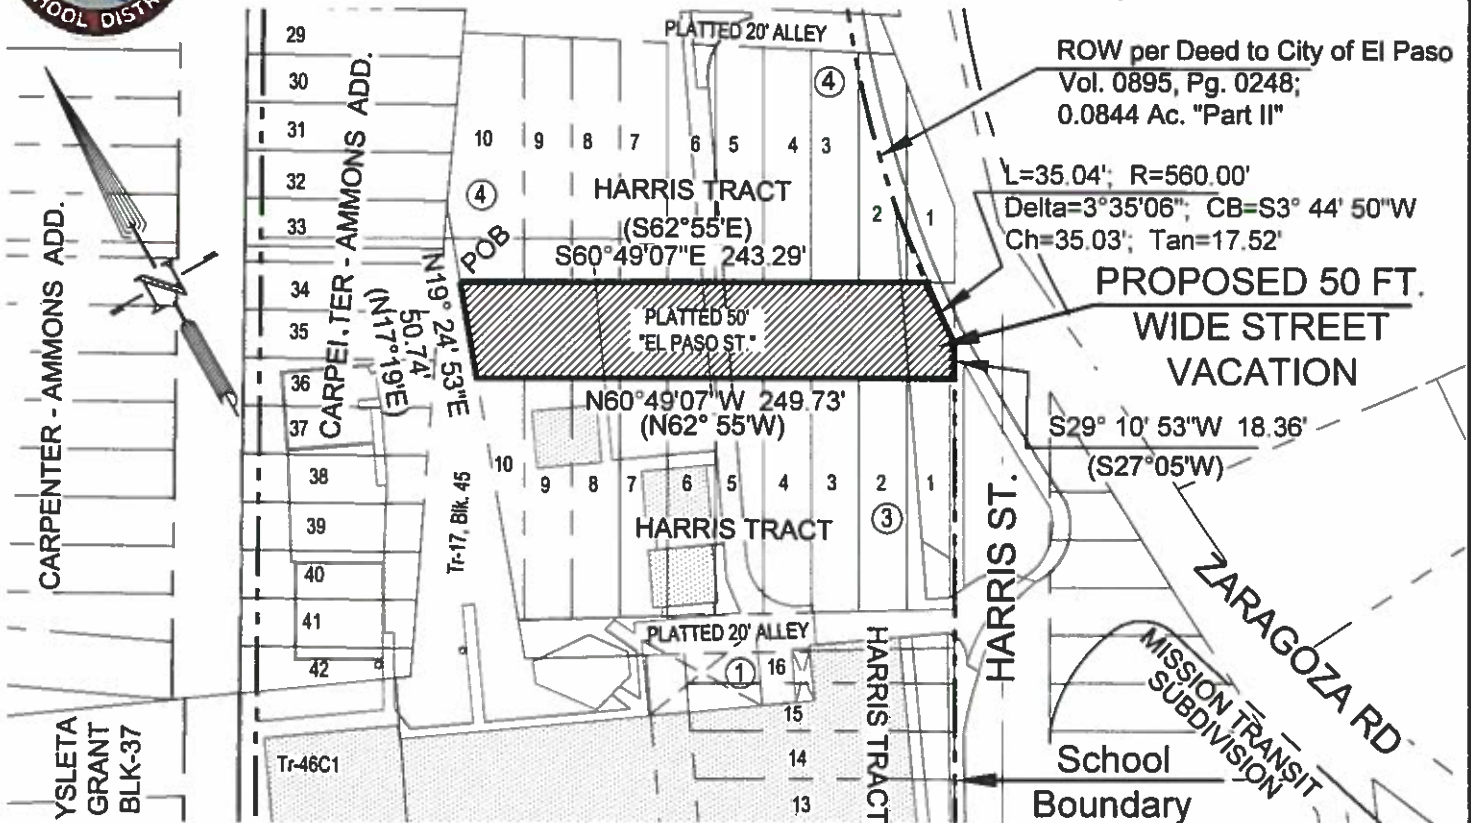 HOOL DISTR
PLATTED 20' ALLEY
ROW per Deed to City of El Paso
Vol. 0895, Pg. 0248;
0.0844 Ac. "Part II"
L=35.04'; R=560.00'
Delta=3°35'06"; CB=S3° 44' 50"W
Ch=35.03'; Tan=17.52'
PROPOSED 50 FT.
WIDE STREET
VACATION
S29° 10' 53"W 18.36'
(S27°05'W)
29
30
31
32
33
34
35
36
37
38
39
40
41
42
CARPENTER - AMMONS ADD.
CARPEI.TER - AMMONS ADD.
10 9 8 7 6 5 4 3
4
4
2 1
HARRIS TRACT
(S62°55'E)
S60°49'07"E 243.29'
POB
N19° 24' 53"E
50.74'
(N17°19'E)
PLATTED 50'
"EL PASO ST."
N60°49'07"W 249.73'
(N62° 55'W)
10 9 8 7 6 5 4 3 2 1
3
HARRIS TRACT
Tr-17, Blk. 45
PLATTED 20' ALLEY
1
16
15
14
13
HARRIS TRACT
HARRIS ST.
ZARAGOZA RD
MISSION TRANSIT
SUBDIVISION
School
Boundary
YSLETA
GRANT
BLK-37
Tr-46C1